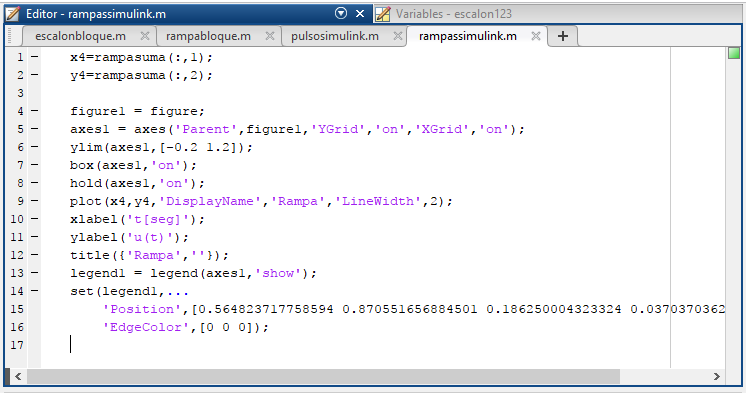 Editor - rampassimulink.m
Variables - escalon123
escalonbloque.m
rampabloque.m
pulsosimulink.m
rampassimulink.m
1 x4=rampasuma(:,1);
2 y4=rampasuma(:,2);
3
4 figure1 = figure;
5 axes1 = axes('Parent',figure1,'YGrid','on','XGrid','on');
6 ylim(axes1,[-0.2 1.2]);
7 box(axes1,'on');
8 hold(axes1,'on');
9 plot(x4,y4,'DisplayName','Rampa','LineWidth',2);
10 xlabel('t[seg]');
11 ylabel('u(t)');
12 title({'Rampa',''});
13 legend1 = legend(axes1,'show');
14 set(legend1,...
15 'Position',[0.564823717758594 0.870551656884501 0.186250004323324 0.0370370362
16 'EdgeColor',[0 0 0]);
17